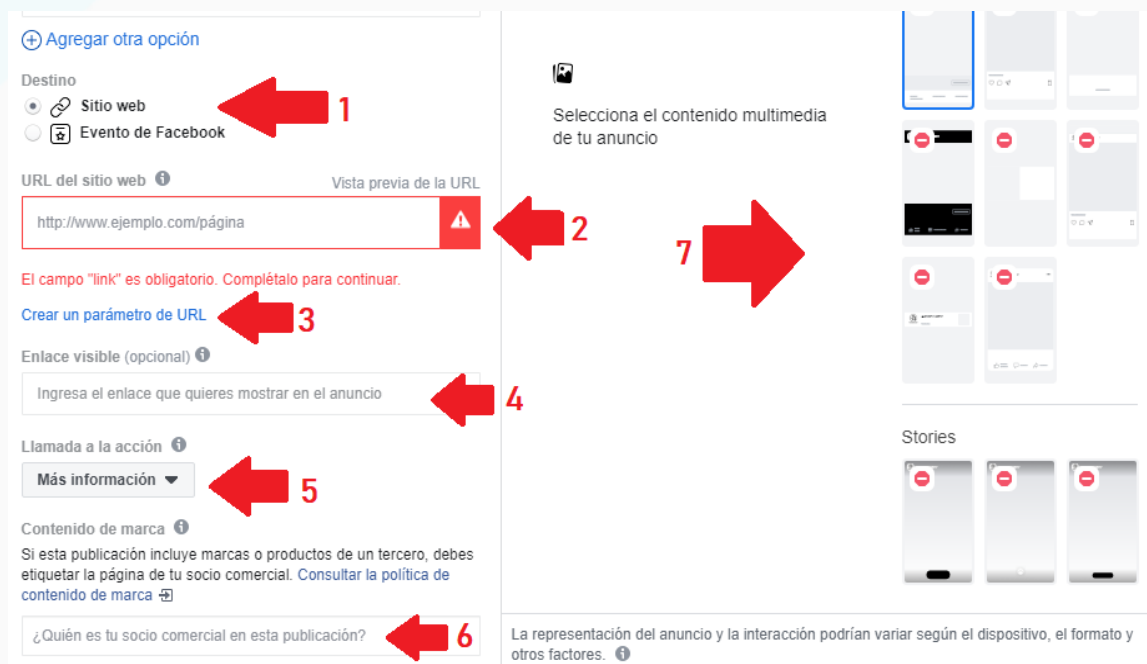 Agregar otra opción
Destino
Sitio web
1
Evento de Facebook
URL del sitio web
Vista previa de la URL
http://www.ejemplo.com/página
2
El campo "link" es obligatorio. Complétalo para continuar.
Crear un parámetro de URL
3
Enlace visible (opcional)
Ingresa el enlace que quieres mostrar en el anuncio
4
Llamada a la acción
Más información
5
Contenido de marca
Si esta publicación incluye marcas o productos de un tercero, debes
etiquetar la página de tu socio comercial. Consultar la política de
contenido de marca
¿Quién es tu socio comercial en esta publicación?
6
Selecciona el contenido multimedia
de tu anuncio
7
Stories
La representación del anuncio y la interacción podrían variar según el dispositivo, el formato y
otros factores.